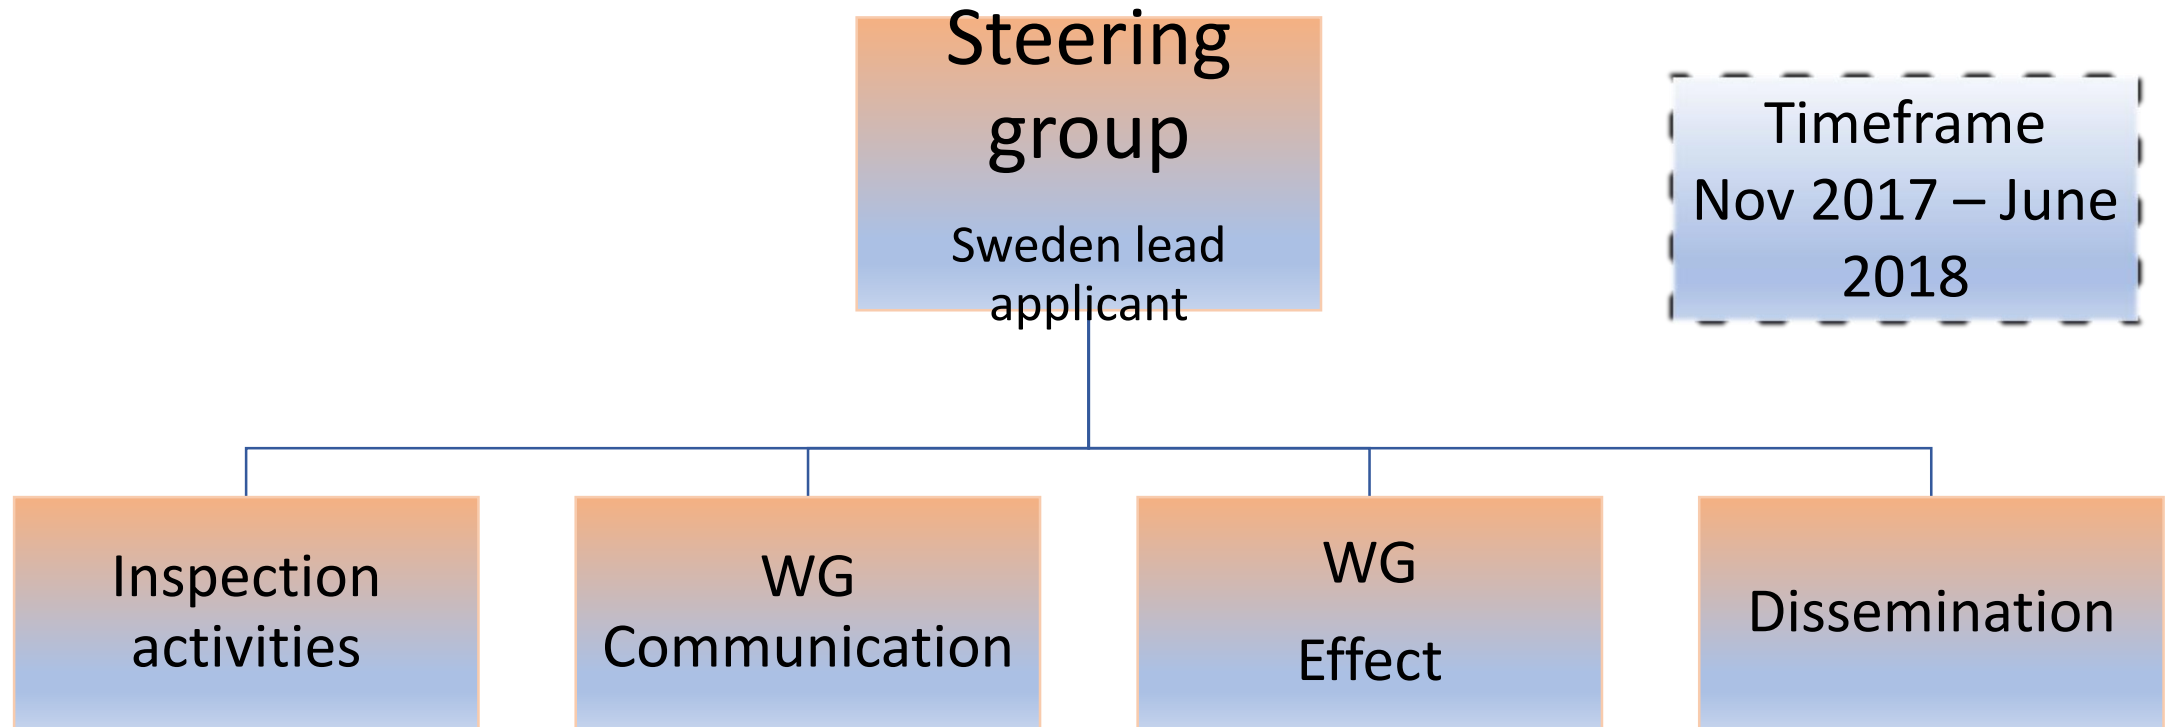 Steering
group
Sweden lead
applicant
Timeframe
Nov 2017 – June
2018
Inspection
activities
WG
Communication
WG
Effect
Dissemination